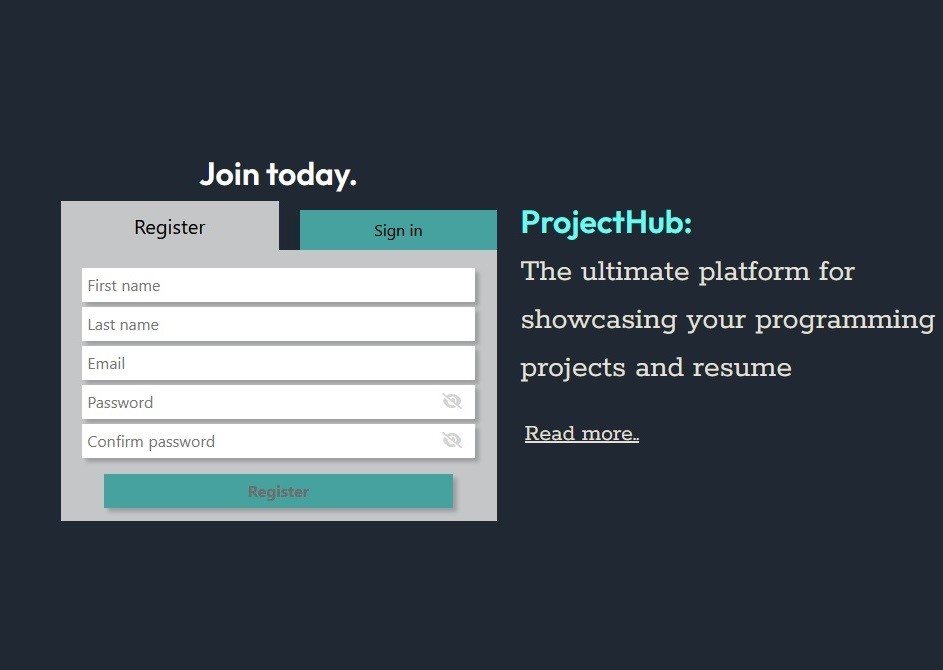 Join today.
Register
Sign in
First name
Last name
Email
Password
Confirm password
Register
ProjectHub:
The ultimate platform for
showcasing your programming
projects and resume
Read more..